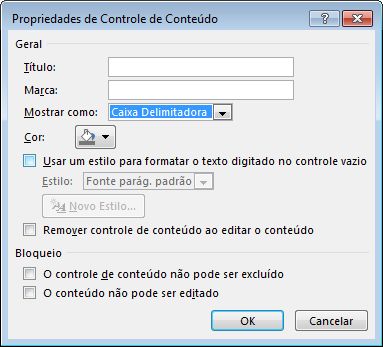 Propriedades de Controle de Conteúdo
?
Geral
Título:
Marca:
Mostrar como: Caixa Delimitadora
Cor:
Usar um estilo para formatar o texto digitado no controle vazio
Estilo: Fonte parág. padrão
Novo Estilo...
Remover controle de conteúdo ao editar o conteúdo
Bloqueio
O controle de conteúdo não pode ser excluído
O conteúdo não pode ser editado
OK Cancelar